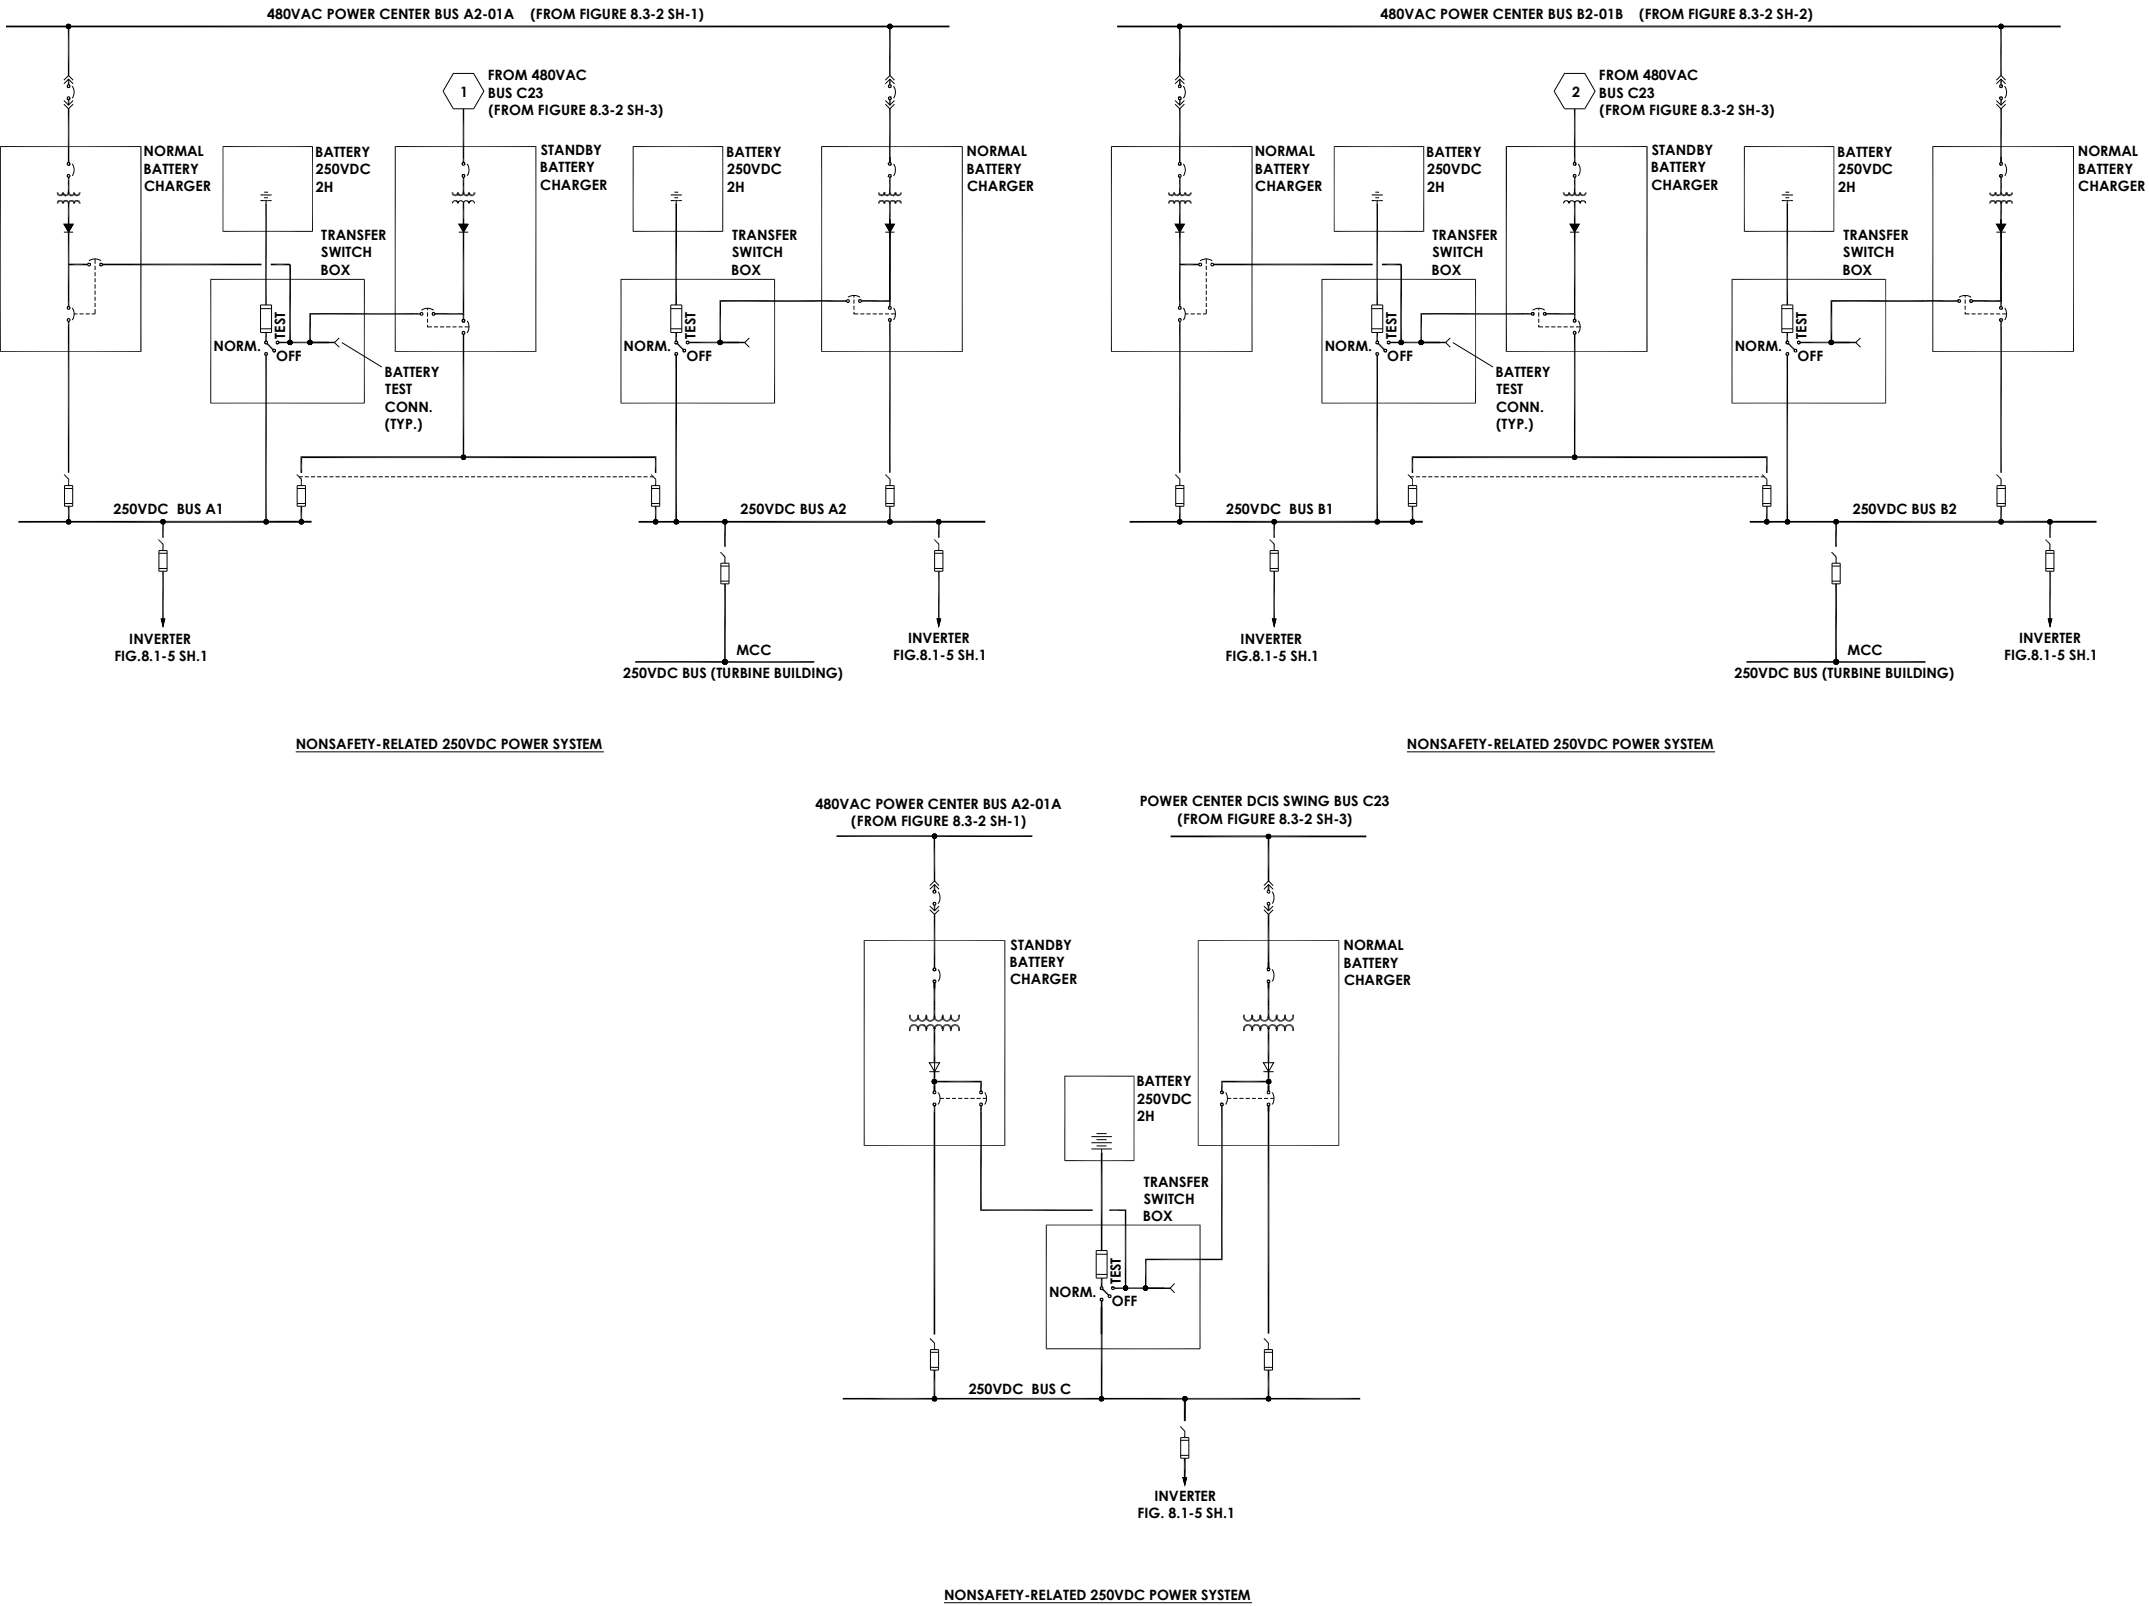 480VAC POWER CENTER BUS A2-01A (FROM FIGURE 8.3-2 SH-1)
1
FROM 480VAC
BUS C23
(FROM FIGURE 8.3-2 SH-3)
NORMAL
BATTERY
CHARGER
BATTERY
250VDC
2H
STANDBY
BATTERY
CHARGER
BATTERY
250VDC
2H
NORMAL
BATTERY
CHARGER
TRANSFER
SWITCH
BOX
TRANSFER
SWITCH
BOX
TEST
NORM.
OFF
TEST
NORM.
OFF
BATTERY
TEST
CONN.
(TYP.)
250VDC BUS A1
250VDC BUS A2
INVERTER
FIG.8.1-5 SH.1
MCC
250VDC BUS (TURBINE BUILDING)
INVERTER
FIG.8.1-5 SH.1
NONSAFETY-RELATED 250VDC POWER SYSTEM
480VAC POWER CENTER BUS B2-01B (FROM FIGURE 8.3-2 SH-2)
2
FROM 480VAC
BUS C23
(FROM FIGURE 8.3-2 SH-3)
NORMAL
BATTERY
CHARGER
BATTERY
250VDC
2H
STANDBY
BATTERY
CHARGER
BATTERY
250VDC
2H
NORMAL
BATTERY
CHARGER
TRANSFER
SWITCH
BOX
TRANSFER
SWITCH
BOX
TEST
NORM.
OFF
TEST
NORM.
OFF
BATTERY
TEST
CONN.
(TYP.)
250VDC BUS B1
250VDC BUS B2
INVERTER
FIG.8.1-5 SH.1
MCC
250VDC BUS (TURBINE BUILDING)
INVERTER
FIG.8.1-5 SH.1
NONSAFETY-RELATED 250VDC POWER SYSTEM
480VAC POWER CENTER BUS A2-01A
(FROM FIGURE 8.3-2 SH-1)
POWER CENTER DCIS SWING BUS C23
(FROM FIGURE 8.3-2 SH-3)
STANDBY
BATTERY
CHARGER
NORMAL
BATTERY
CHARGER
BATTERY
250VDC
2H
TRANSFER
SWITCH
BOX
TEST
NORM.
OFF
250VDC BUS C
INVERTER
FIG. 8.1-5 SH.1
NONSAFETY-RELATED 250VDC POWER SYSTEM